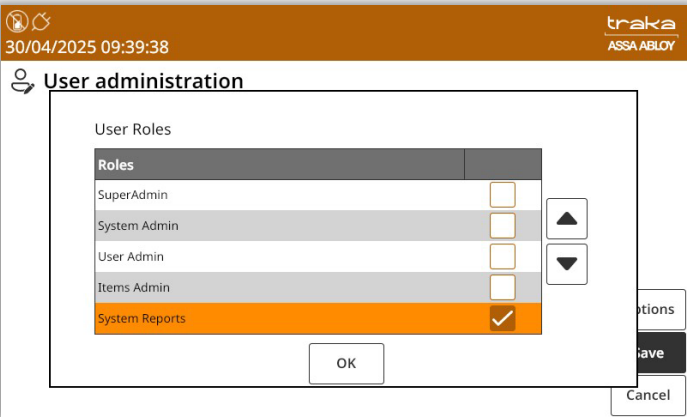 traka
30/04/2025 09:39:38
ASSA ABLOY
User administration
User Roles
Roles
SuperAdmin
System Admin
User Admin
Items Admin
System Reports
OK
ptions
Save
Cancel